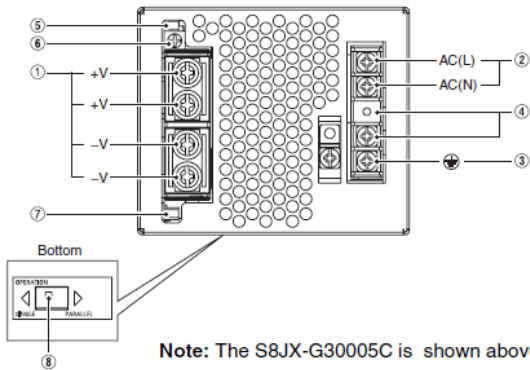 ⑤
⑥
① +V
+V
−V
−V
⑦
AC(L) ②
AC(N)
④
③
Bottom
OPERATION
SINGLE PARALLEL
⑧
Note: The S8JX-G30005C is shown above